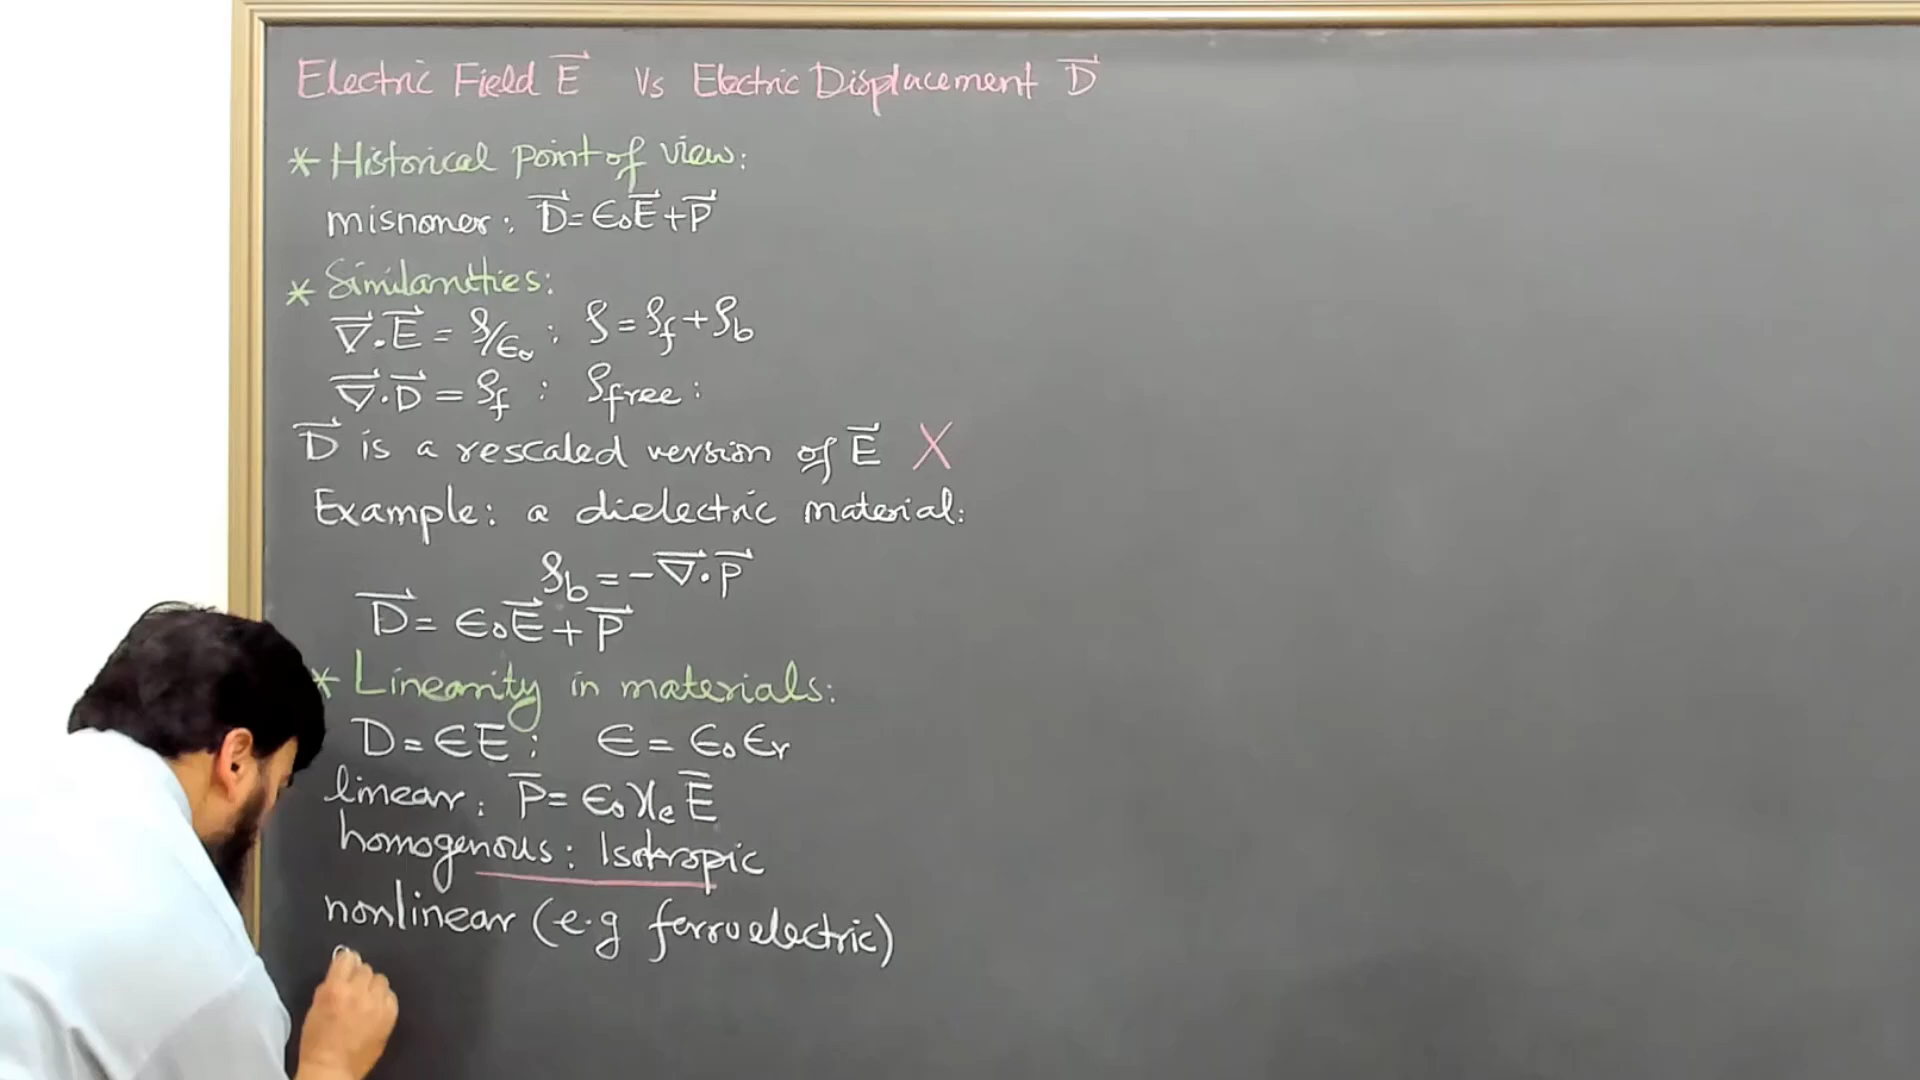 Electric Field E⃗ Vs Electric Displacement D⃗
* Historical point of view:
misnomer: D⃗ = ϵ₀E⃗ + P⃗
* Similarities:
∇⃗·E⃗ = ρ/ϵ₀ : ρ = ρf + ρb
∇⃗·D⃗ = ρf : ρfree :
D⃗ is a rescaled version of E⃗ X
Example: a dielectric material:
ρb = -∇⃗·P⃗
D⃗ = ϵ₀E⃗ + P⃗
* Linearity in materials:
D = ϵE : ϵ = ϵ₀ϵr
linear: P̄ = ϵ₀χeĒ
homogenous: Isotropic
nonlinear (e.g ferroelectric)